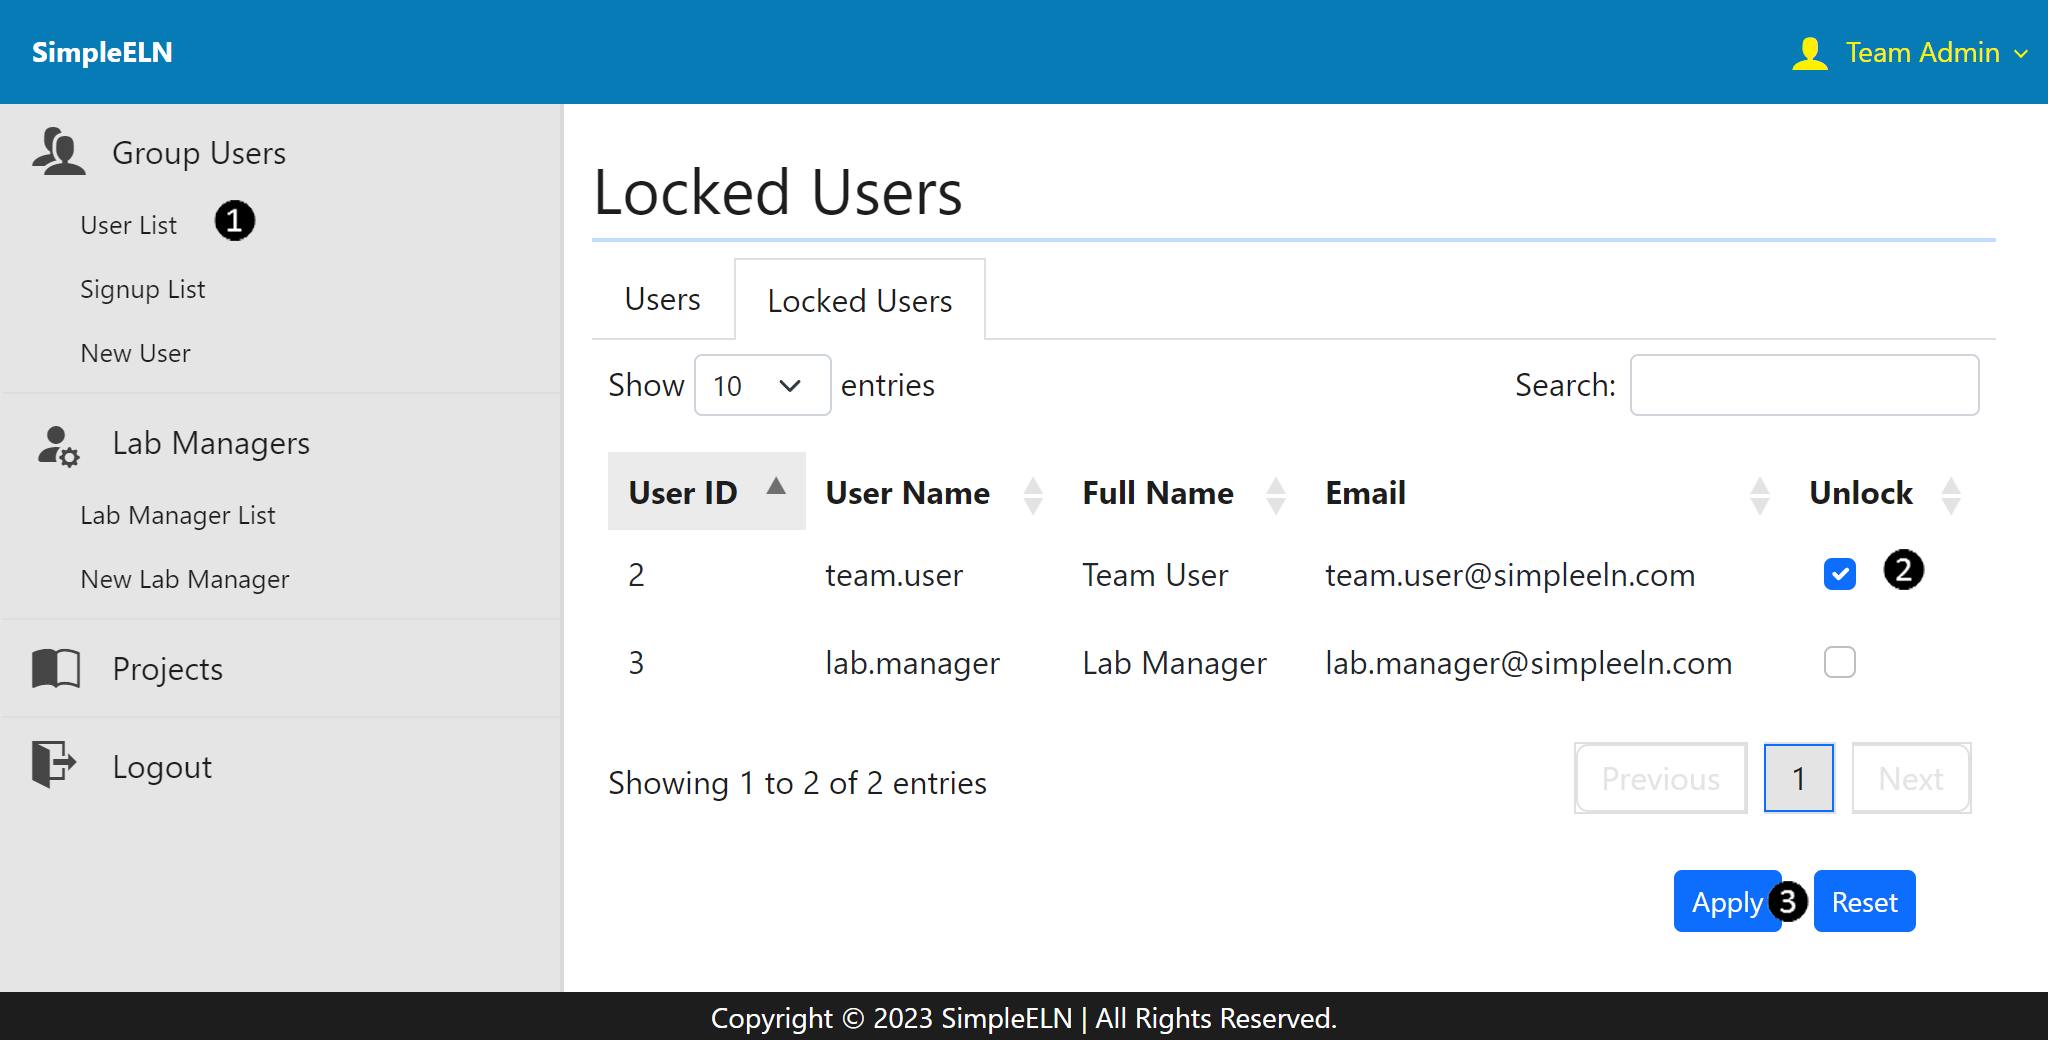 SimpleELN
Team Admin
Group Users
User List 1
Signup List
New User
Lab Managers
Lab Manager List
New Lab Manager
Projects
Logout
Locked Users
Users Locked Users
Show 10 entries Search:
User ID User Name Full Name Email Unlock
2 team.user Team User team.user@simpleeln.com 2
3 lab.manager Lab Manager lab.manager@simpleeln.com
Showing 1 to 2 of 2 entries
Previous 1 Next
Apply 3 Reset
Copyright © 2023 SimpleELN | All Rights Reserved.